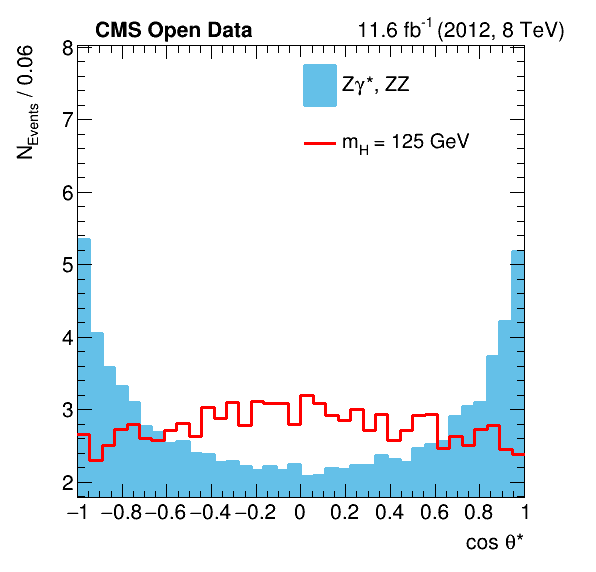 CMS Open Data 11.6 fb⁻¹ (2012, 8 TeV)
N_Events / 0.06
8
7
6
5
4
3
2
Zγ*, ZZ
m_H = 125 GeV
−1 −0.8 −0.6 −0.4 −0.2 0 0.2 0.4 0.6 0.8 1
cos θ*